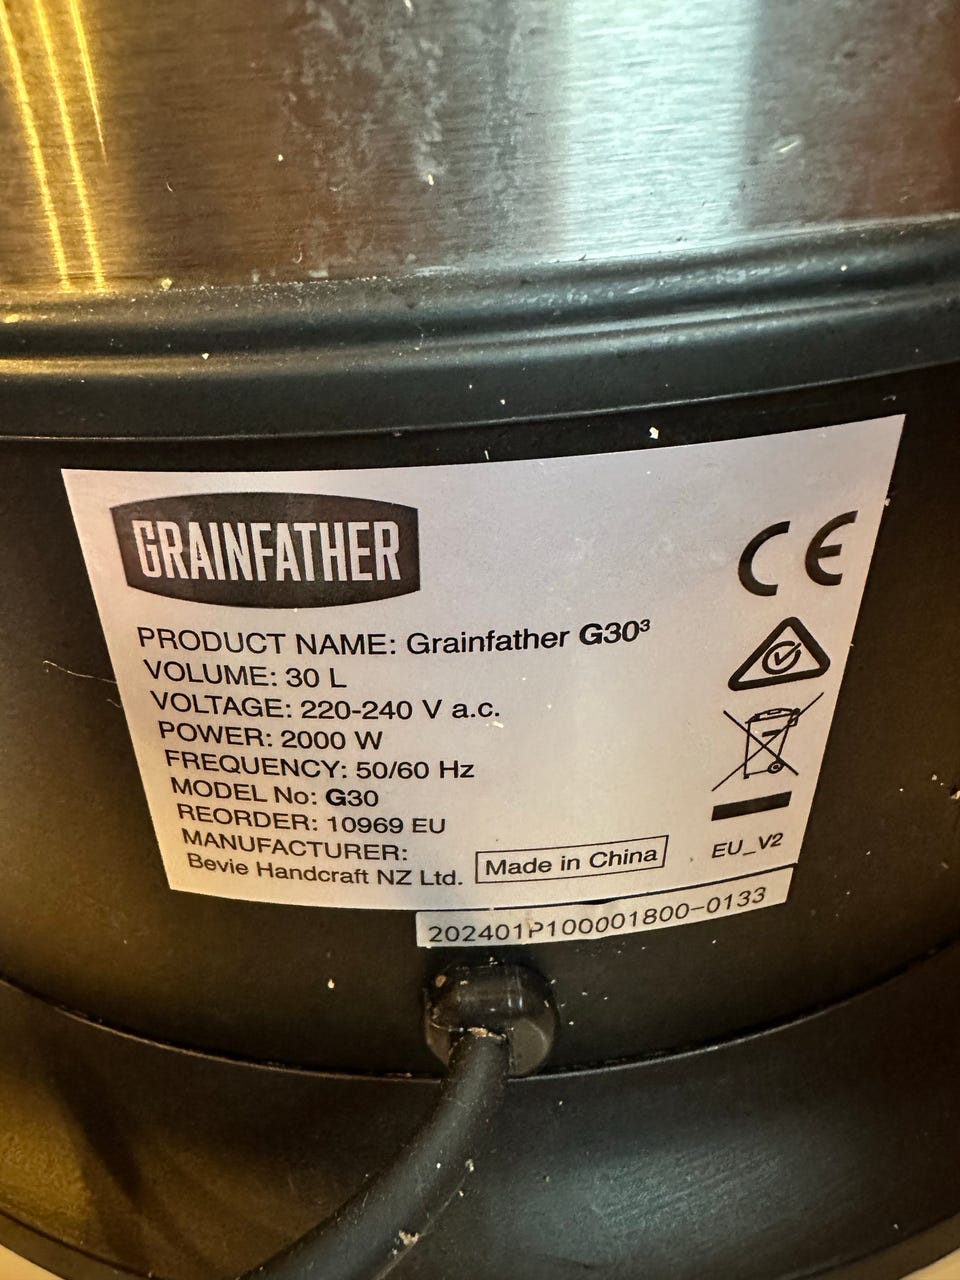 GRAINFATHER
CE
PRODUCT NAME: Grainfather G30³
VOLUME: 30 L
VOLTAGE: 220-240 V a.c.
POWER: 2000 W
FREQUENCY: 50/60 Hz
MODEL No: G30
REORDER: 10969 EU
MANUFACTURER:
Bevie Handcraft NZ Ltd.
Made in China
EU_V2
202401P100001800-0133